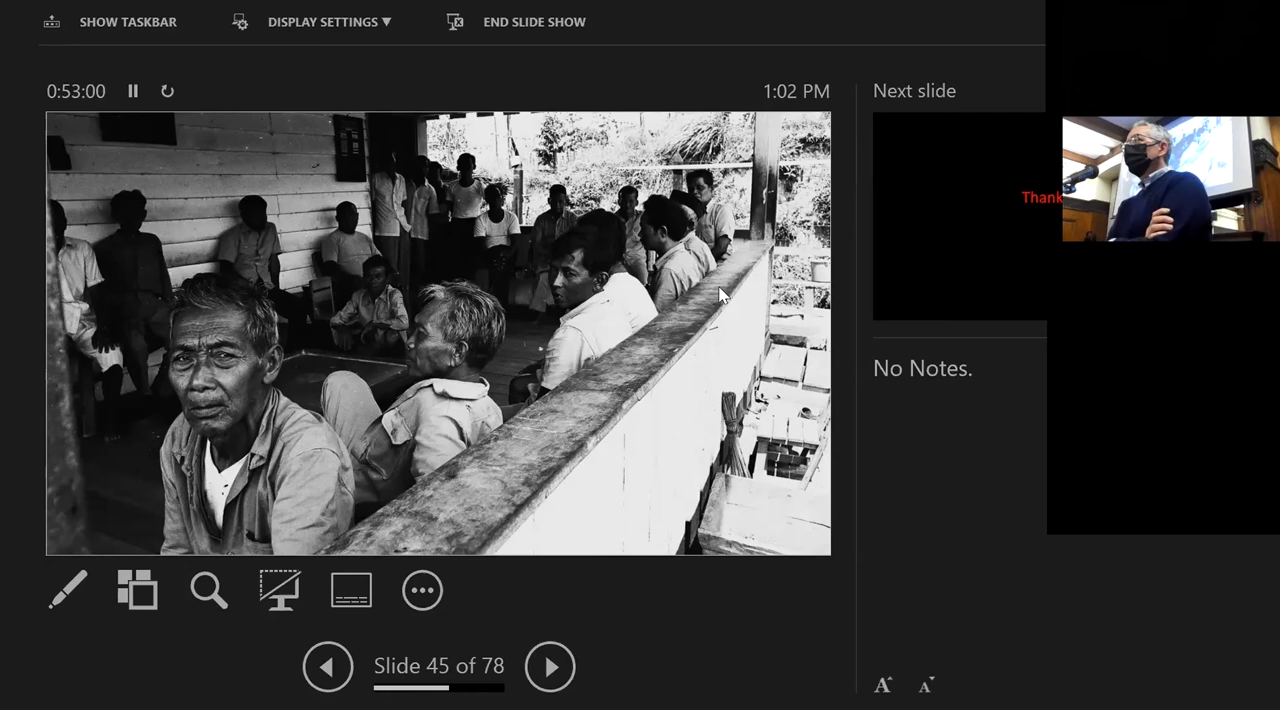 SHOW TASKBAR
DISPLAY SETTINGS ▼
END SLIDE SHOW
0:53:00
1:02 PM
Next slide
Thank
No Notes.
Slide 45 of 78
A
A